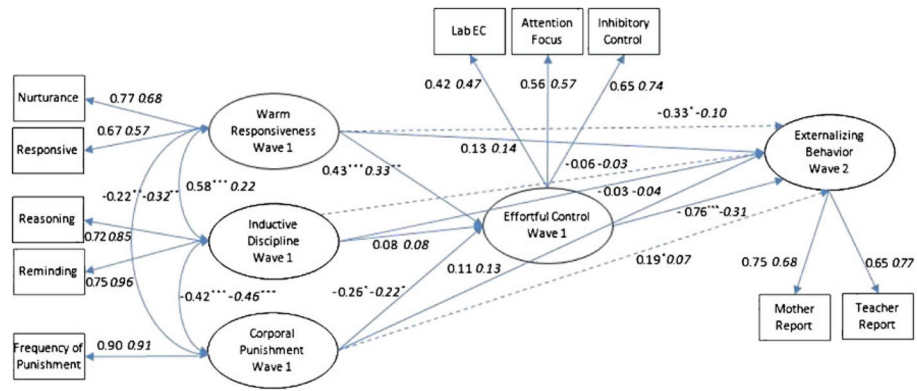 Lab EC
Attention
Focus
Inhibitory
Control
0.42 0.47
0.56 0.57
0.65 0.74
Nurturance
0.77 0.68
Responsive
0.67 0.57
Warm
Responsiveness
Wave 1
-0.33* -0.10
0.13 0.14
Externalizing
Behavior
Wave 2
0.43*** 0.33**
-0.06 -0.03
-0.22** -0.32**
0.58*** 0.22
-0.03 -0.04
Reasoning
0.72 0.85
Reminding
0.75 0.96
Inductive
Discipline
Wave 1
0.08 0.08
Effortful Control
Wave 1
-0.76*** -0.31
0.11 0.13
0.19* 0.07
-0.42*** -0.46***
-0.26* -0.22*
0.75 0.68
0.65 0.77
Frequency of
Punishment
0.90 0.91
Corporal
Punishment
Wave 1
Mother
Report
Teacher
Report